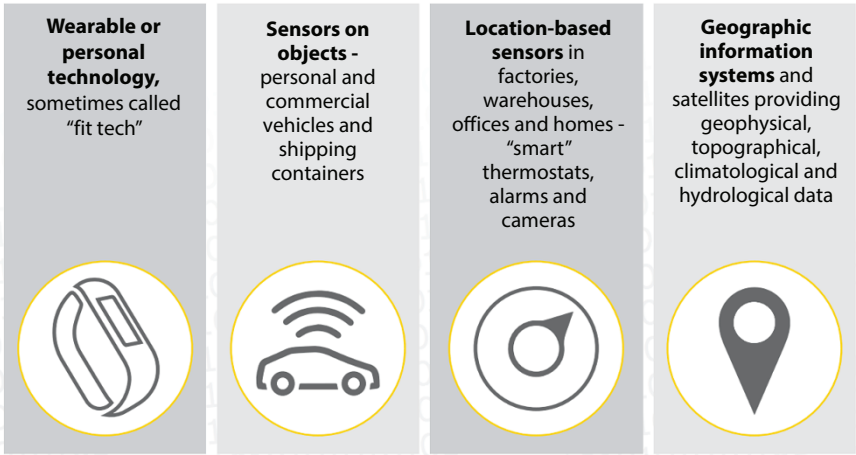 Wearable or
personal
technology,
sometimes called
“fit tech”
Sensors on
objects -
personal and
commercial
vehicles and
shipping
containers
Location-based
sensors in
factories,
warehouses,
offices and homes -
“smart”
thermostats,
alarms and
cameras
Geographic
information
systems and
satellites providing
geophysical,
topographical,
climatological and
hydrological data